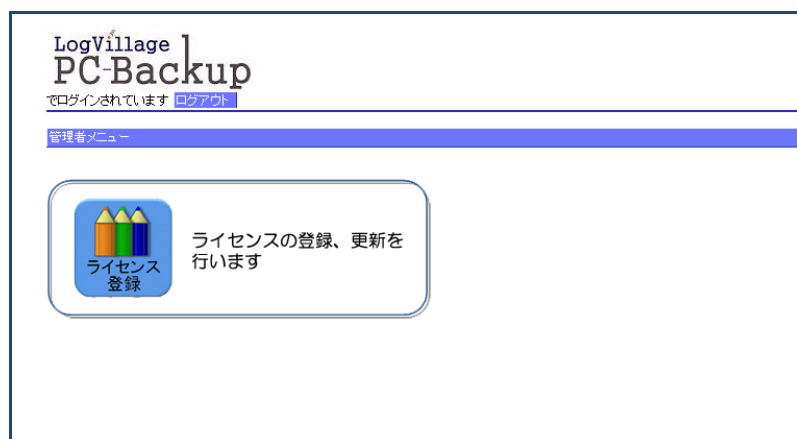 LogVillage
PC-Backup
でログインされています ログアウト
管理者メニュー
ライセンス
登録
ライセンスの登録、更新を
行います